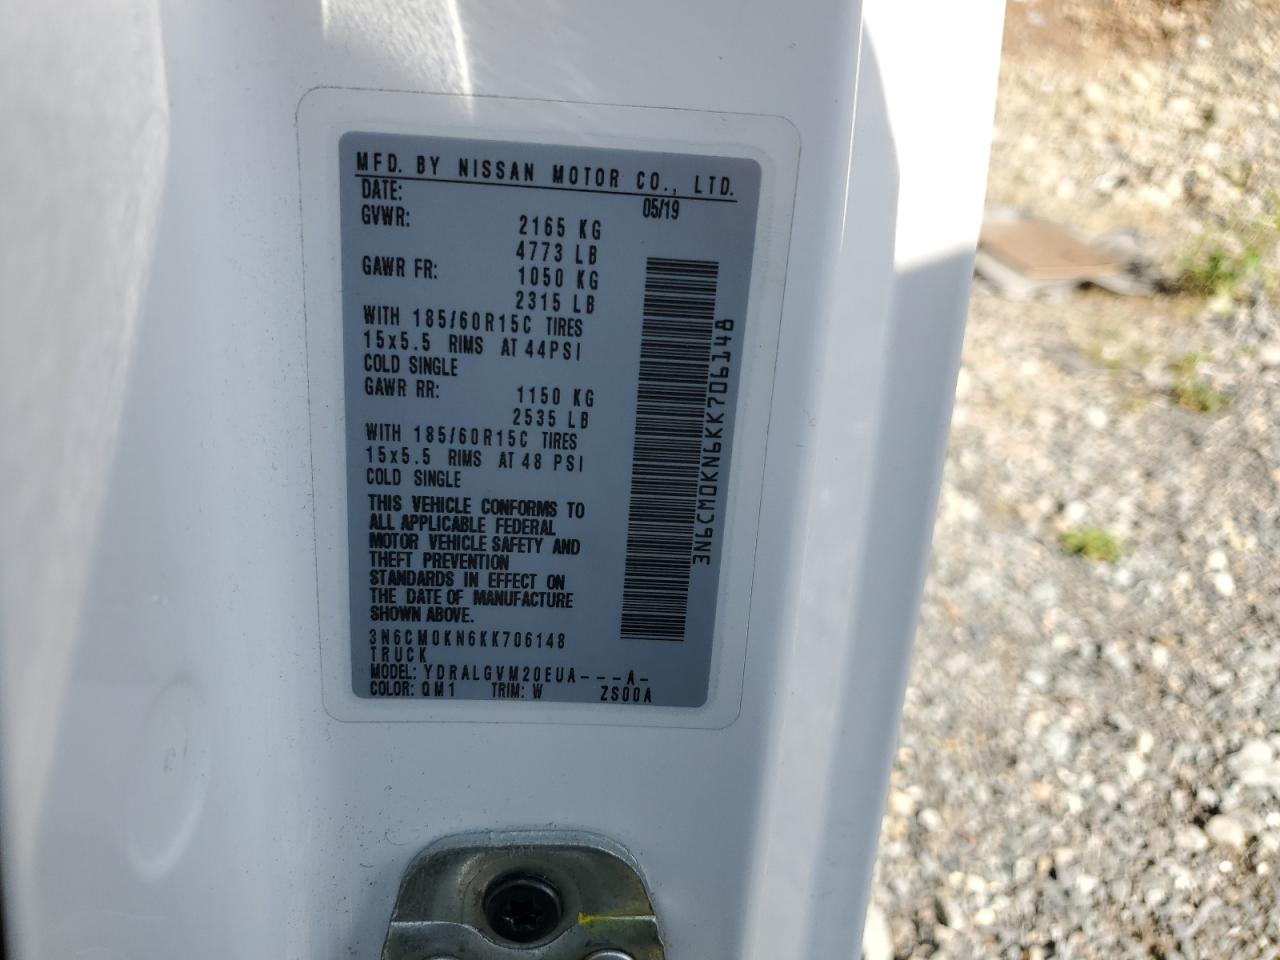 MFD. BY NISSAN MOTOR CO., LTD.
DATE: 05/19
GVWR: 2165 KG
4773 LB
GAWR FR: 1050 KG
2315 LB
WITH 185/60R15C TIRES
15x5.5 RIMS AT 44PSI
COLD SINGLE
GAWR RR: 1150 KG
2535 LB
WITH 185/60R15C TIRES
15x5.5 RIMS AT 48 PSI
COLD SINGLE
THIS VEHICLE CONFORMS TO
ALL APPLICABLE FEDERAL
MOTOR VEHICLE SAFETY AND
THEFT PREVENTION
STANDARDS IN EFFECT ON
THE DATE OF MANUFACTURE
SHOWN ABOVE.
3N6CM0KN6KK706148
TRUCK
MODEL: YDRALGVM20EUA---A-
COLOR: QM1 TRIM: W ZS00A
3N6CM0KN6KK706148